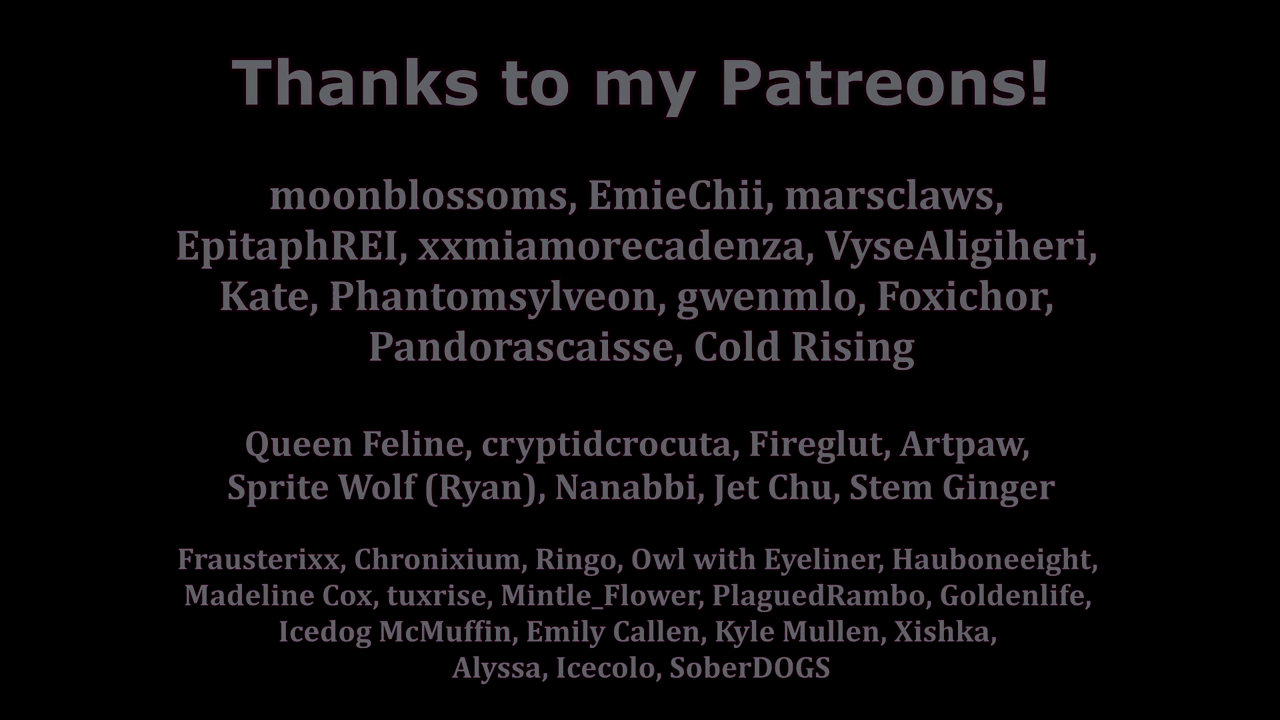 Thanks to my Patreons!
moonblossoms, EmieChii, marsclaws,
EpitaphREI, xxmiamorecadenza, VyseAligiheri,
Kate, Phantomsylveon, gwenmlo, Foxichor,
Pandorascaisse, Cold Rising
Queen Feline, cryptidcrocuta, Fireglut, Artpaw,
Sprite Wolf (Ryan), Nanabbi, Jet Chu, Stem Ginger
Frausterixx, Chronixium, Ringo, Owl with Eyeliner, Hauboneeight,
Madeline Cox, tuxrise, Mintle_Flower, PlaguedRambo, Goldenlife,
Icedog McMuffin, Emily Callen, Kyle Mullen, Xishka,
Alyssa, Icecolo, SoberDOGS